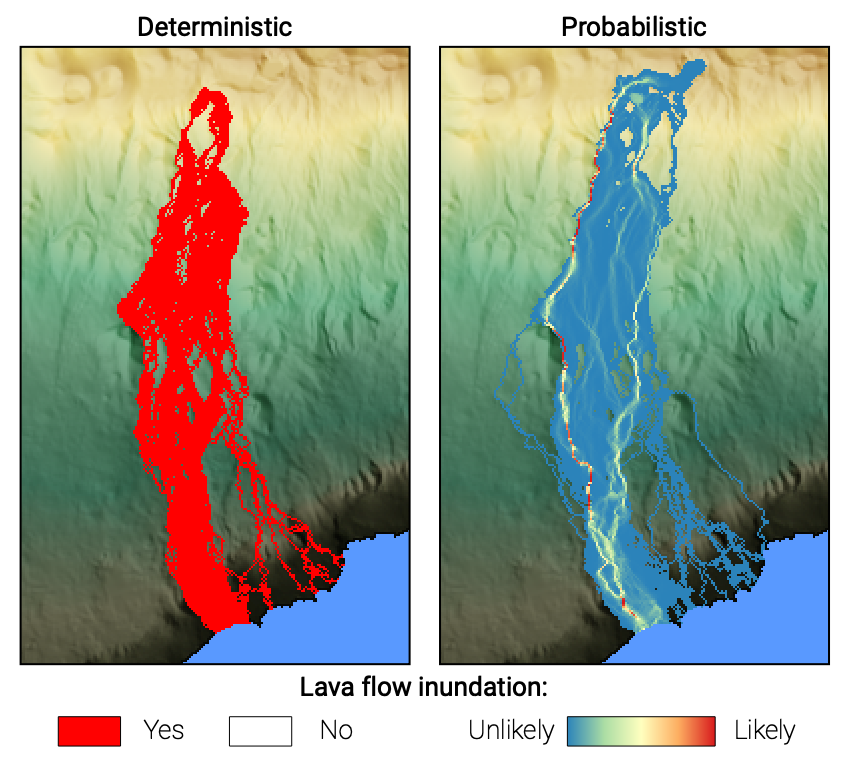 Deterministic
Probabilistic
Lava flow inundation:
Yes
No
Unlikely
Likely